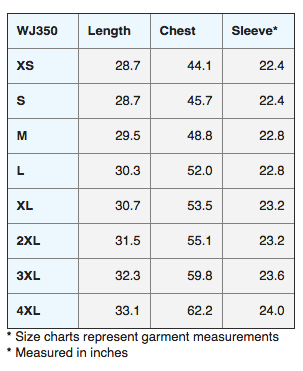 WJ350 Length Chest Sleeve*
XS 28.7 44.1 22.4
S 28.7 45.7 22.4
M 29.5 48.8 22.8
L 30.3 52.0 22.8
XL 30.7 53.5 23.2
2XL 31.5 55.1 23.2
3XL 32.3 59.8 23.6
4XL 33.1 62.2 24.0
* Size charts represent garment measurements
* Measured in inches